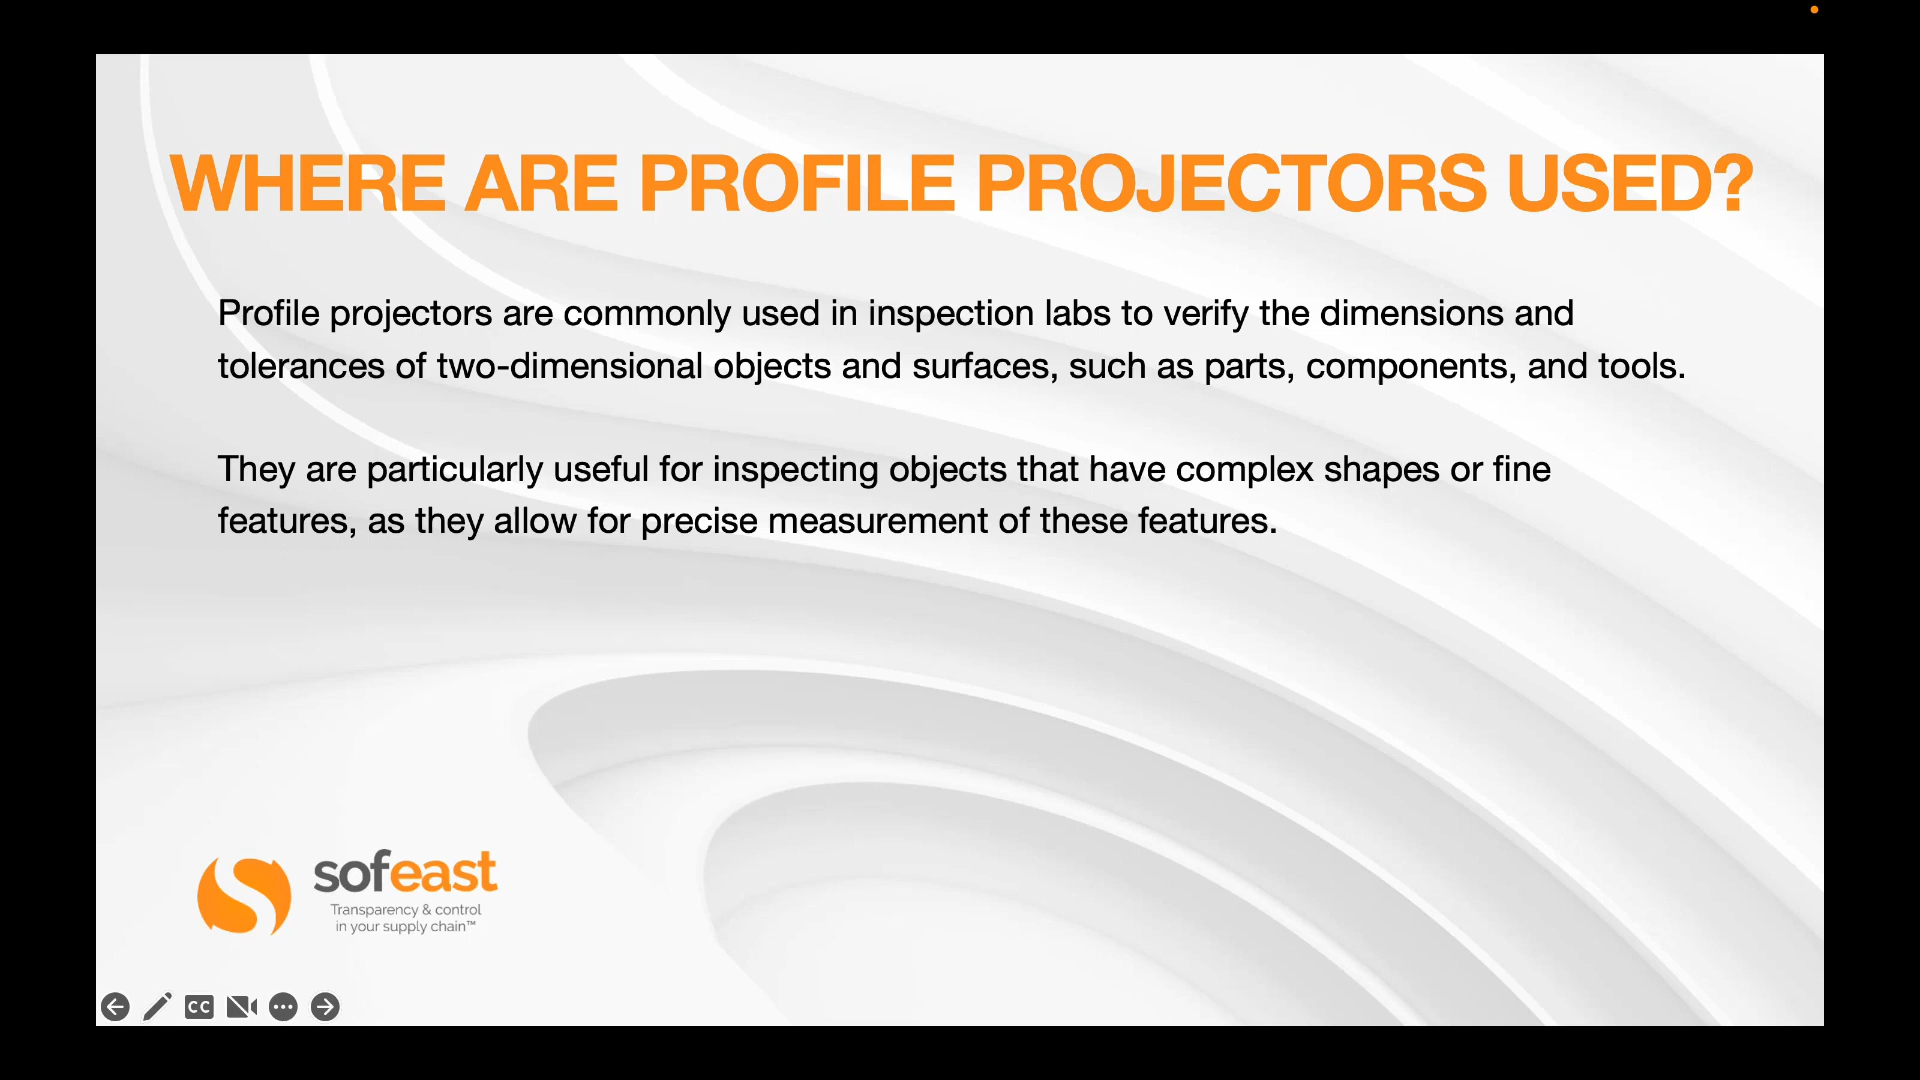 WHERE ARE PROFILE PROJECTORS USED?
Profile projectors are commonly used in inspection labs to verify the dimensions and
tolerances of two-dimensional objects and surfaces, such as parts, components, and tools.
They are particularly useful for inspecting objects that have complex shapes or fine
features, as they allow for precise measurement of these features.
sofeast
Transparency & control
in your supply chain™
CC